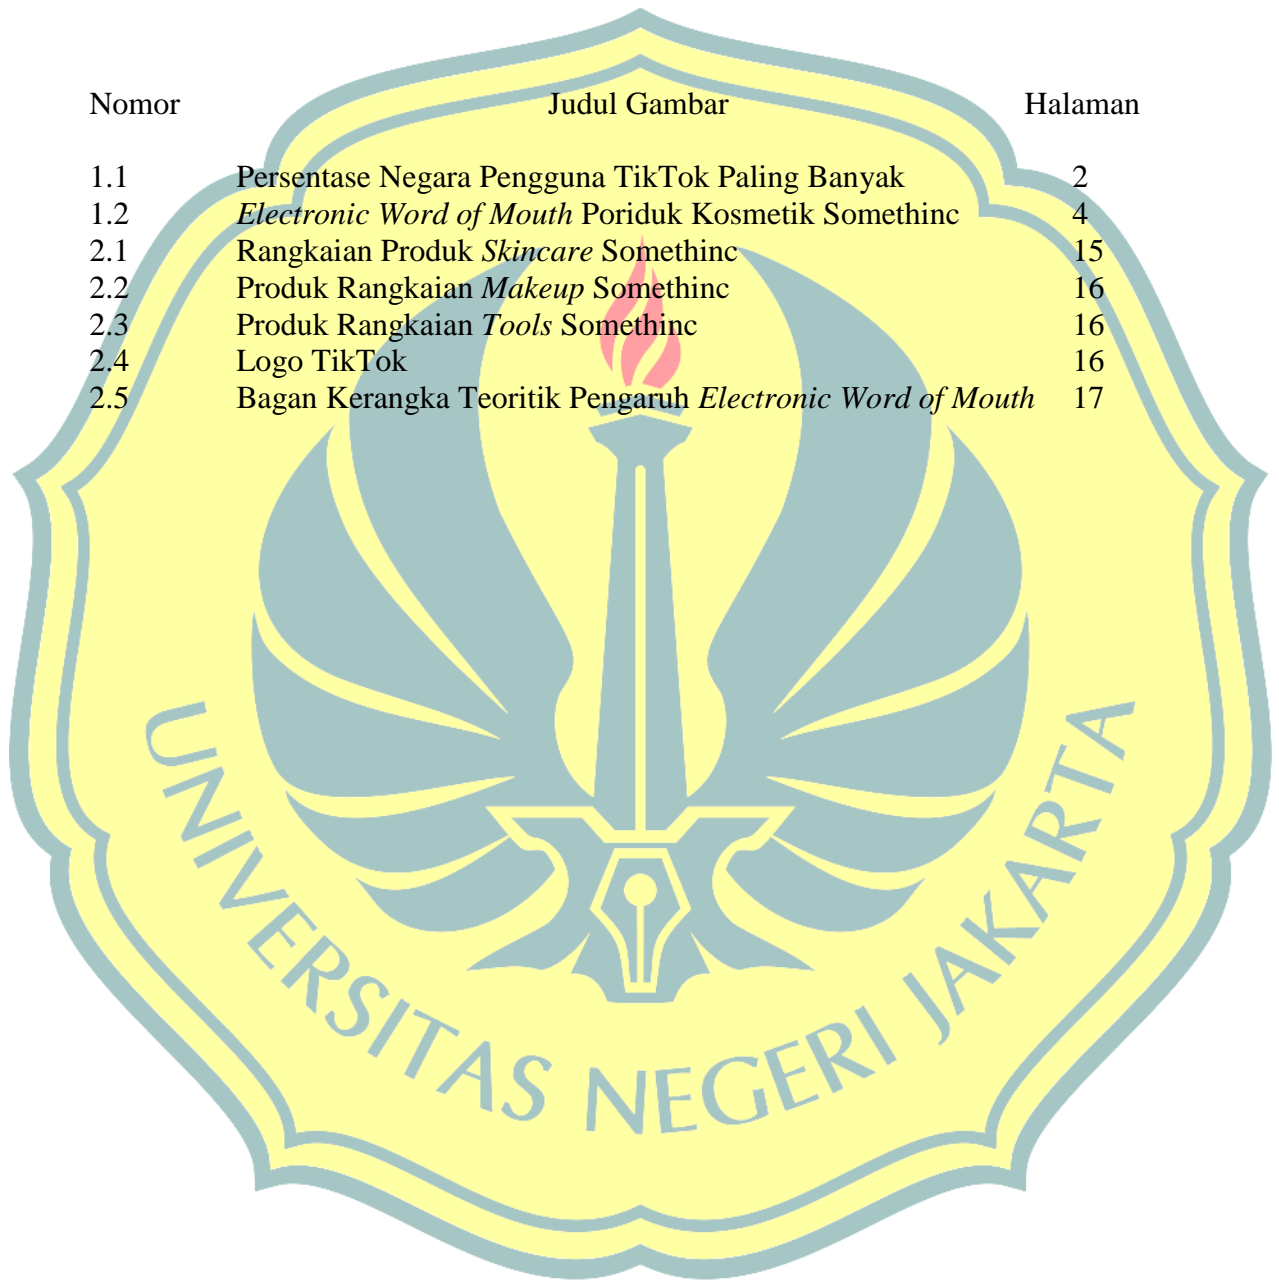 Nomor Judul Gambar Halaman
1.1 Persentase Negara Pengguna TikTok Paling Banyak 2
1.2 Electronic Word of Mouth Poriduk Kosmetik Somethinc 4
2.1 Rangkaian Produk Skincare Somethinc 15
2.2 Produk Rangkaian Makeup Somethinc 16
2.3 Produk Rangkaian Tools Somethinc 16
2.4 Logo TikTok 16
2.5 Bagan Kerangka Teoritik Pengaruh Electronic Word of Mouth 17
UNIVERSITAS NEGERI JAKARTA